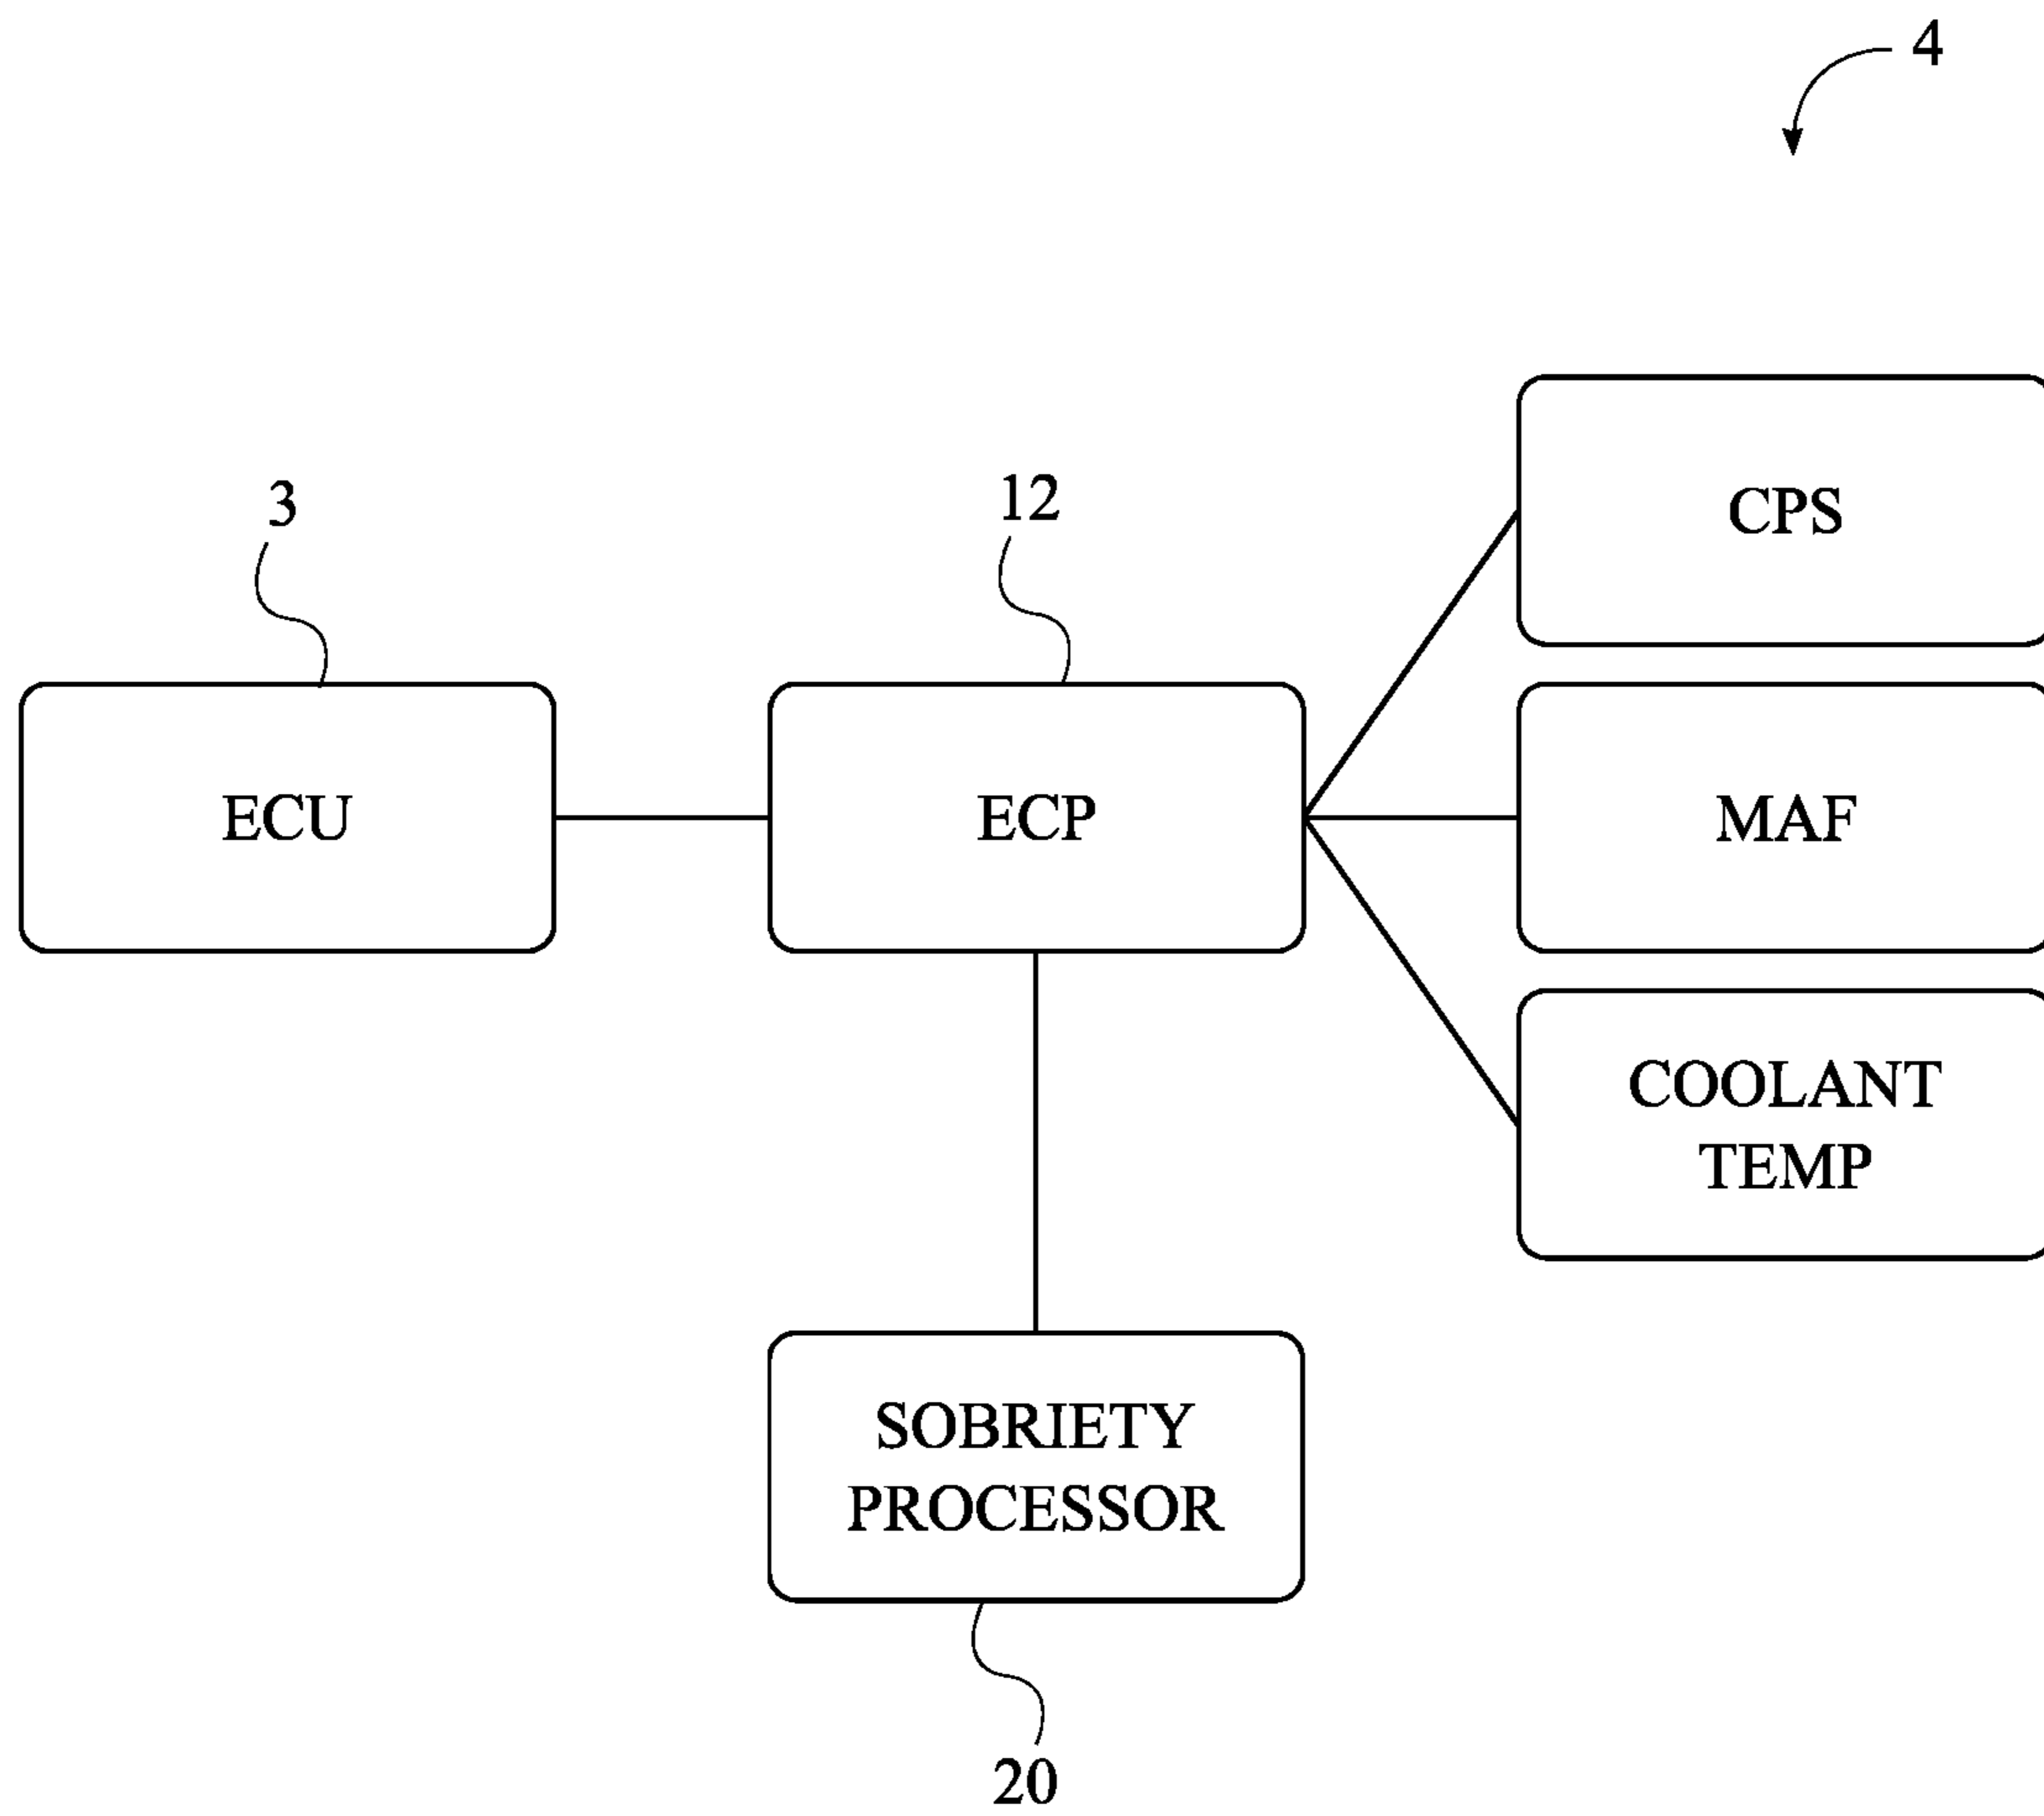 4
3
12
CPS
ECU
ECP
MAF
COOLANT
TEMP
SOBRIETY
PROCESSOR
20